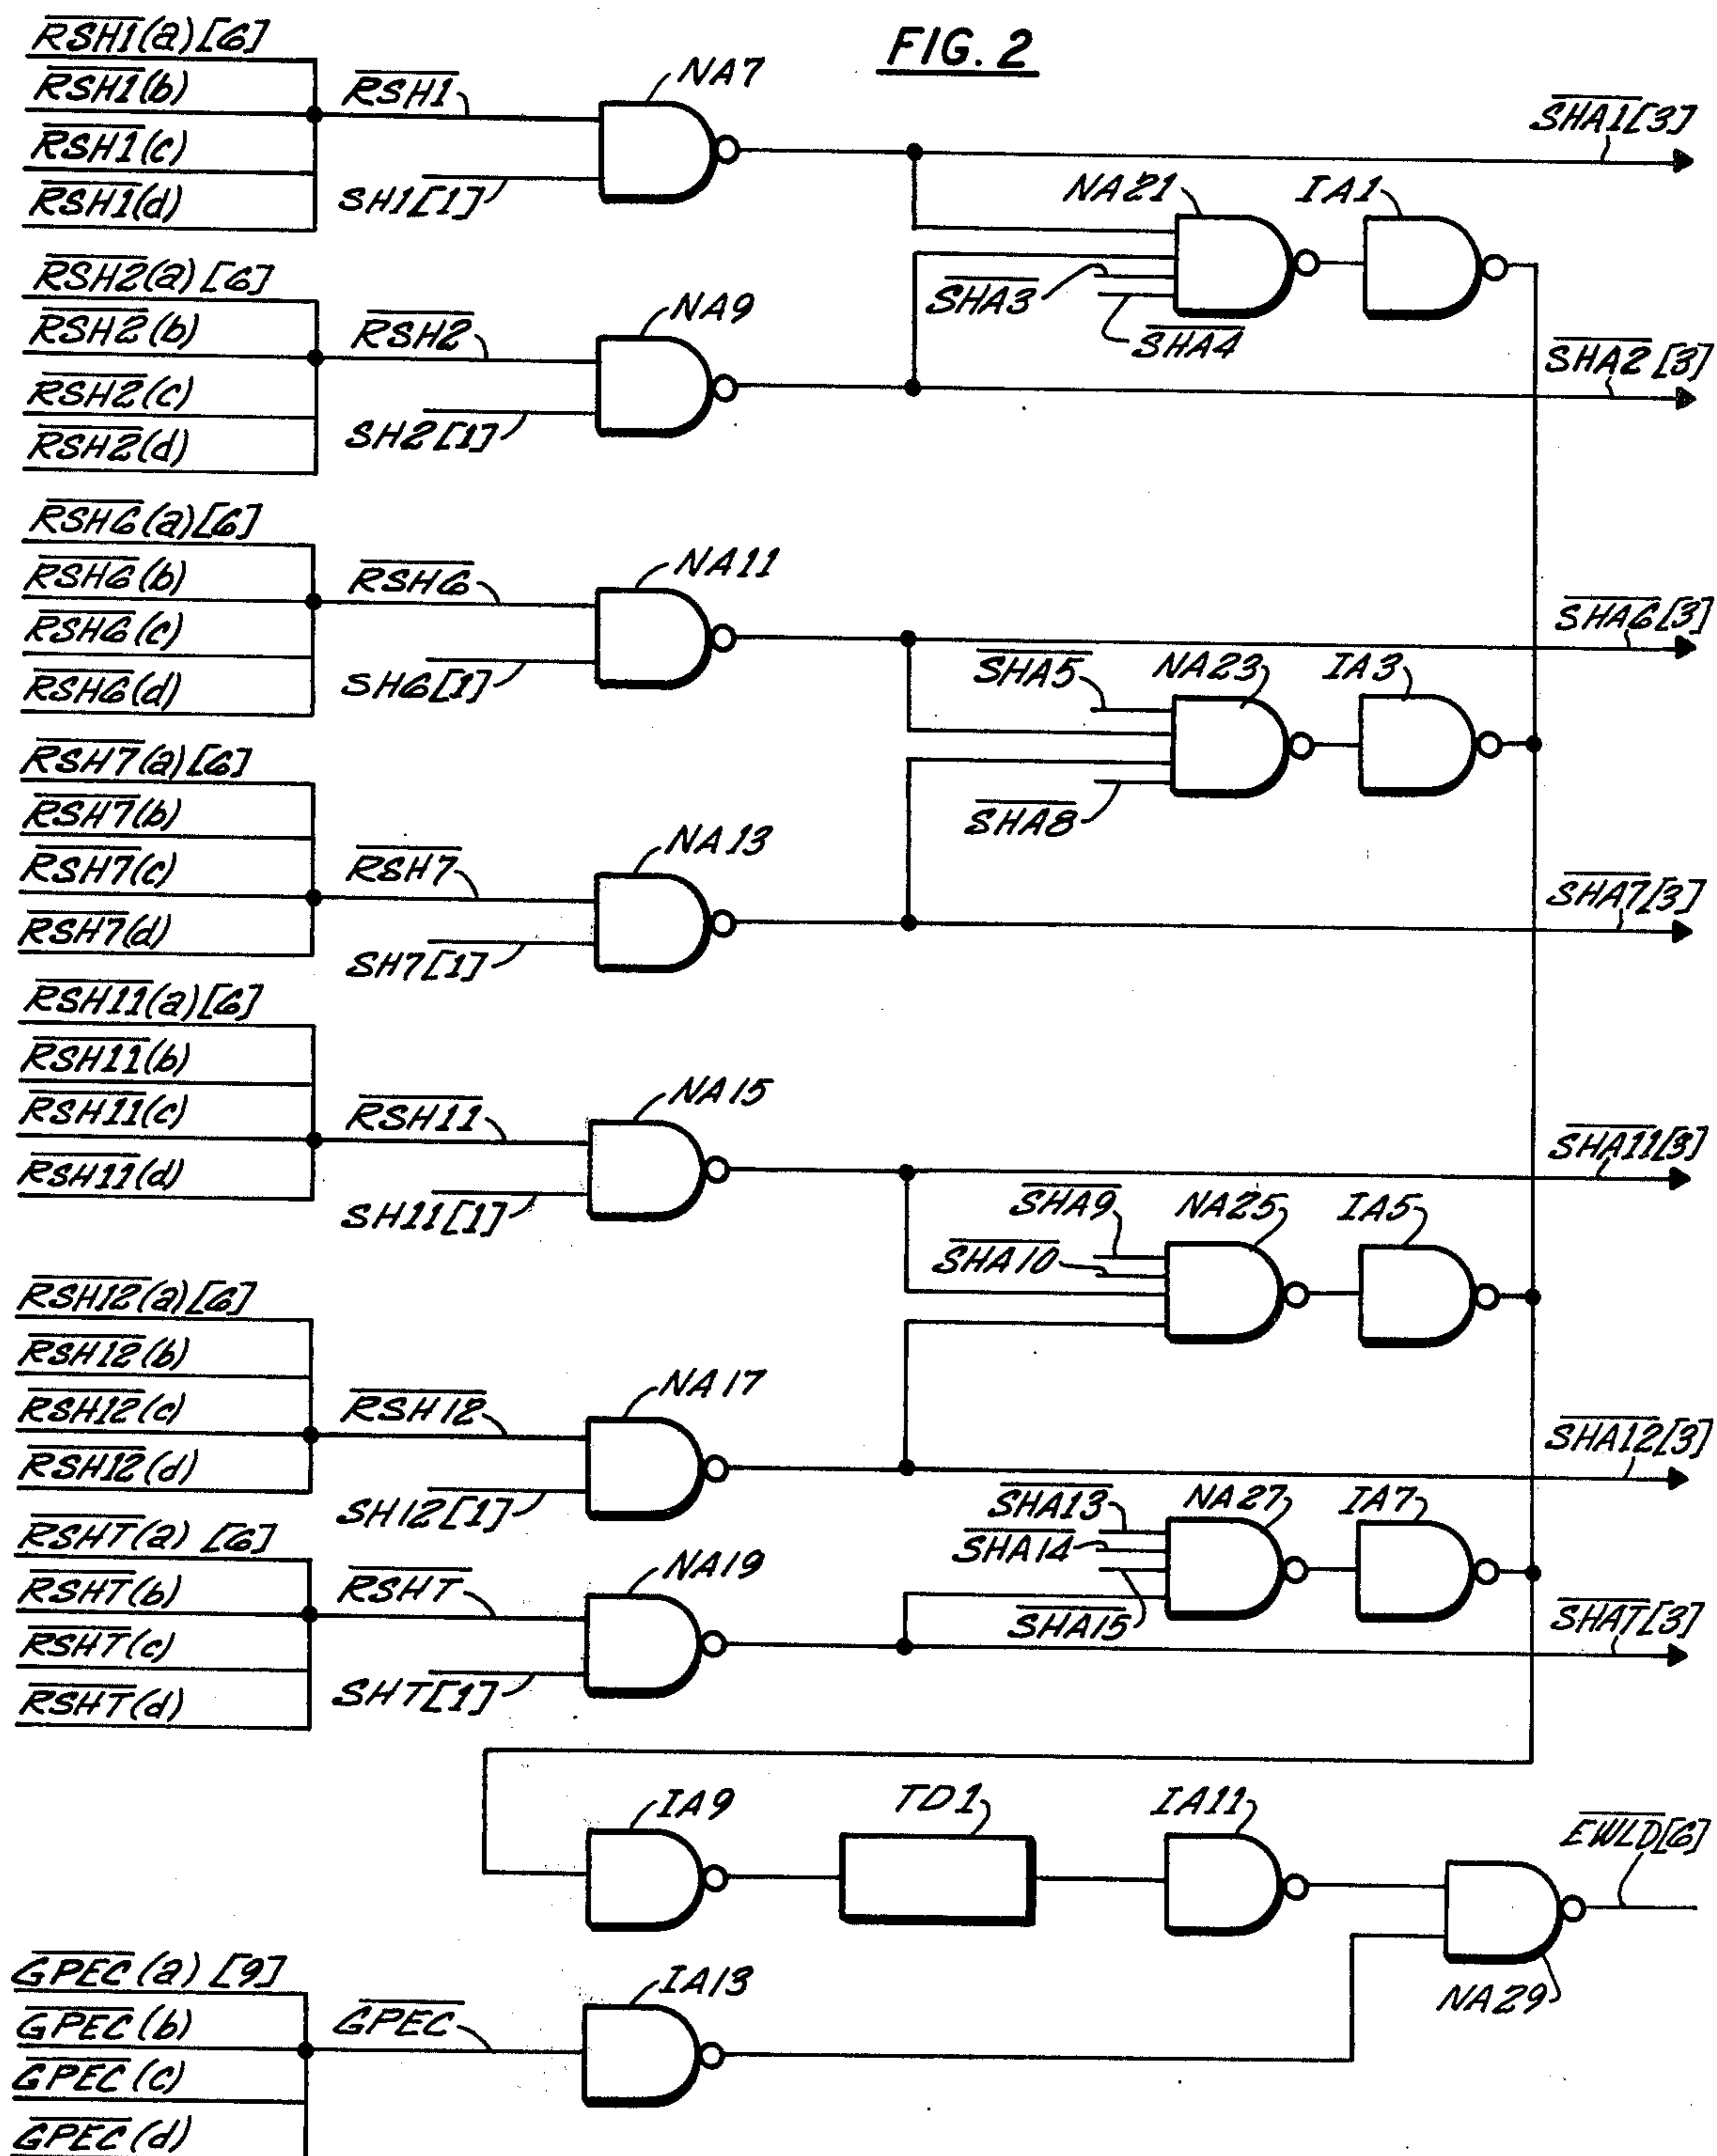 FIG. 2
RSH1(a)[6]
RSH1(b)
RSH1(c)
RSH1(d)
RSH1
SH1[1]
NA7
SHA1[3]
NA21
IA1
SHA3
SHA4
RSH2(a)[6]
RSH2(b)
RSH2(c)
RSH2(d)
RSH2
SH2[1]
NA9
SHA2[3]
RSH6(a)[6]
RSH6(b)
RSH6(c)
RSH6(d)
RSH6
SH6[1]
NA11
SHA6[3]
SHA5
NA23
IA3
SHA8
RSH7(a)[6]
RSH7(b)
RSH7(c)
RSH7(d)
RSH7
SH7[1]
NA13
SHA7[3]
RSH11(a)[6]
RSH11(b)
RSH11(c)
RSH11(d)
RSH11
SH11[1]
NA15
SHA11[3]
SHA9
SHA10
NA25
IA5
RSH12(a)[6]
RSH12(b)
RSH12(c)
RSH12(d)
RSH12
SH12[1]
NA17
SHA12[3]
SHA13
SHA14
SHA15
NA27
IA7
RSHT(a) [6]
RSHT(b)
RSHT(c)
RSHT(d)
RSHT
SHT[1]
NA19
SHAT[3]
IA9
TD1
IA11
EWLD[6]
NA29
GPEC(a) [9]
GPEC(b)
GPEC(c)
GPEC(d)
GPEC
IA13